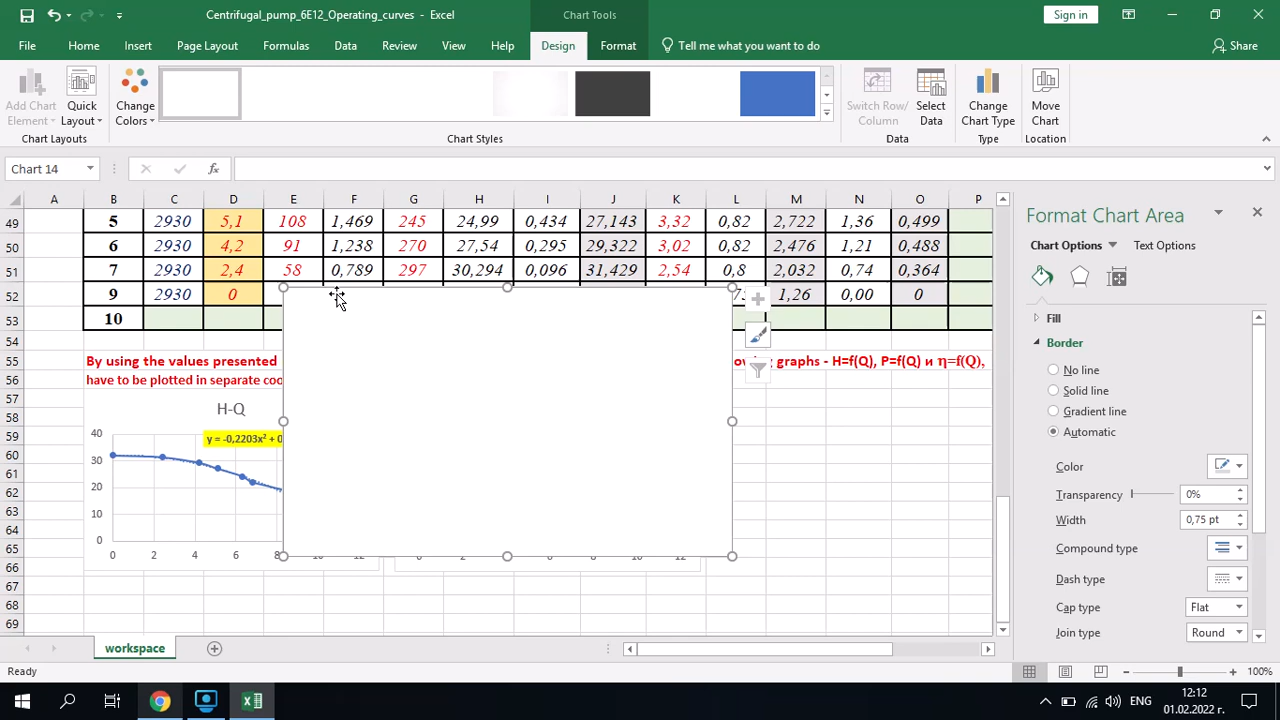 Centrifugal_pump_6E12_Operating_curves - Excel
Chart Tools
Sign in
File Home Insert Page Layout Formulas Data Review View Help Design Format Tell me what you want to do Share
Add Chart Element
Quick Layout
Change Colors
Switch Row/Column
Select Data
Change Chart Type
Move Chart
Chart Layouts Chart Styles Data Type Location
Chart 14
A B C D E F G H I J K L M N O P
49 5 2930 5,1 108 1,469 245 24,99 0,434 27,143 3,32 0,82 2,722 1,36 0,499
50 6 2930 4,2 91 1,238 270 27,54 0,295 29,322 3,02 0,82 2,476 1,21 0,488
51 7 2930 2,4 58 0,789 297 30,294 0,096 31,429 2,54 0,8 2,032 0,74 0,364
52 9 2930 0 1,26 0,00 0
53 10
54
55 By using the values presented owing graphs - H=f(Q), P=f(Q) и η=f(Q),
56 have to be plotted in separate coo
57
58
59
60
61
62
63
64
65
66
67
68
69
H-Q
y = -0,2203x² + 0
40
30
20
10
0
0 2 4 6 8 10 12
0 2 6 8 10 12
Format Chart Area
Chart Options Text Options
Fill
Border
No line
Solid line
Gradient line
Automatic
Color
Transparency 0%
Width 0,75 pt
Compound type
Dash type
Cap type Flat
Join type Round
workspace
Ready
100%
ENG
12:12
01.02.2022 г.